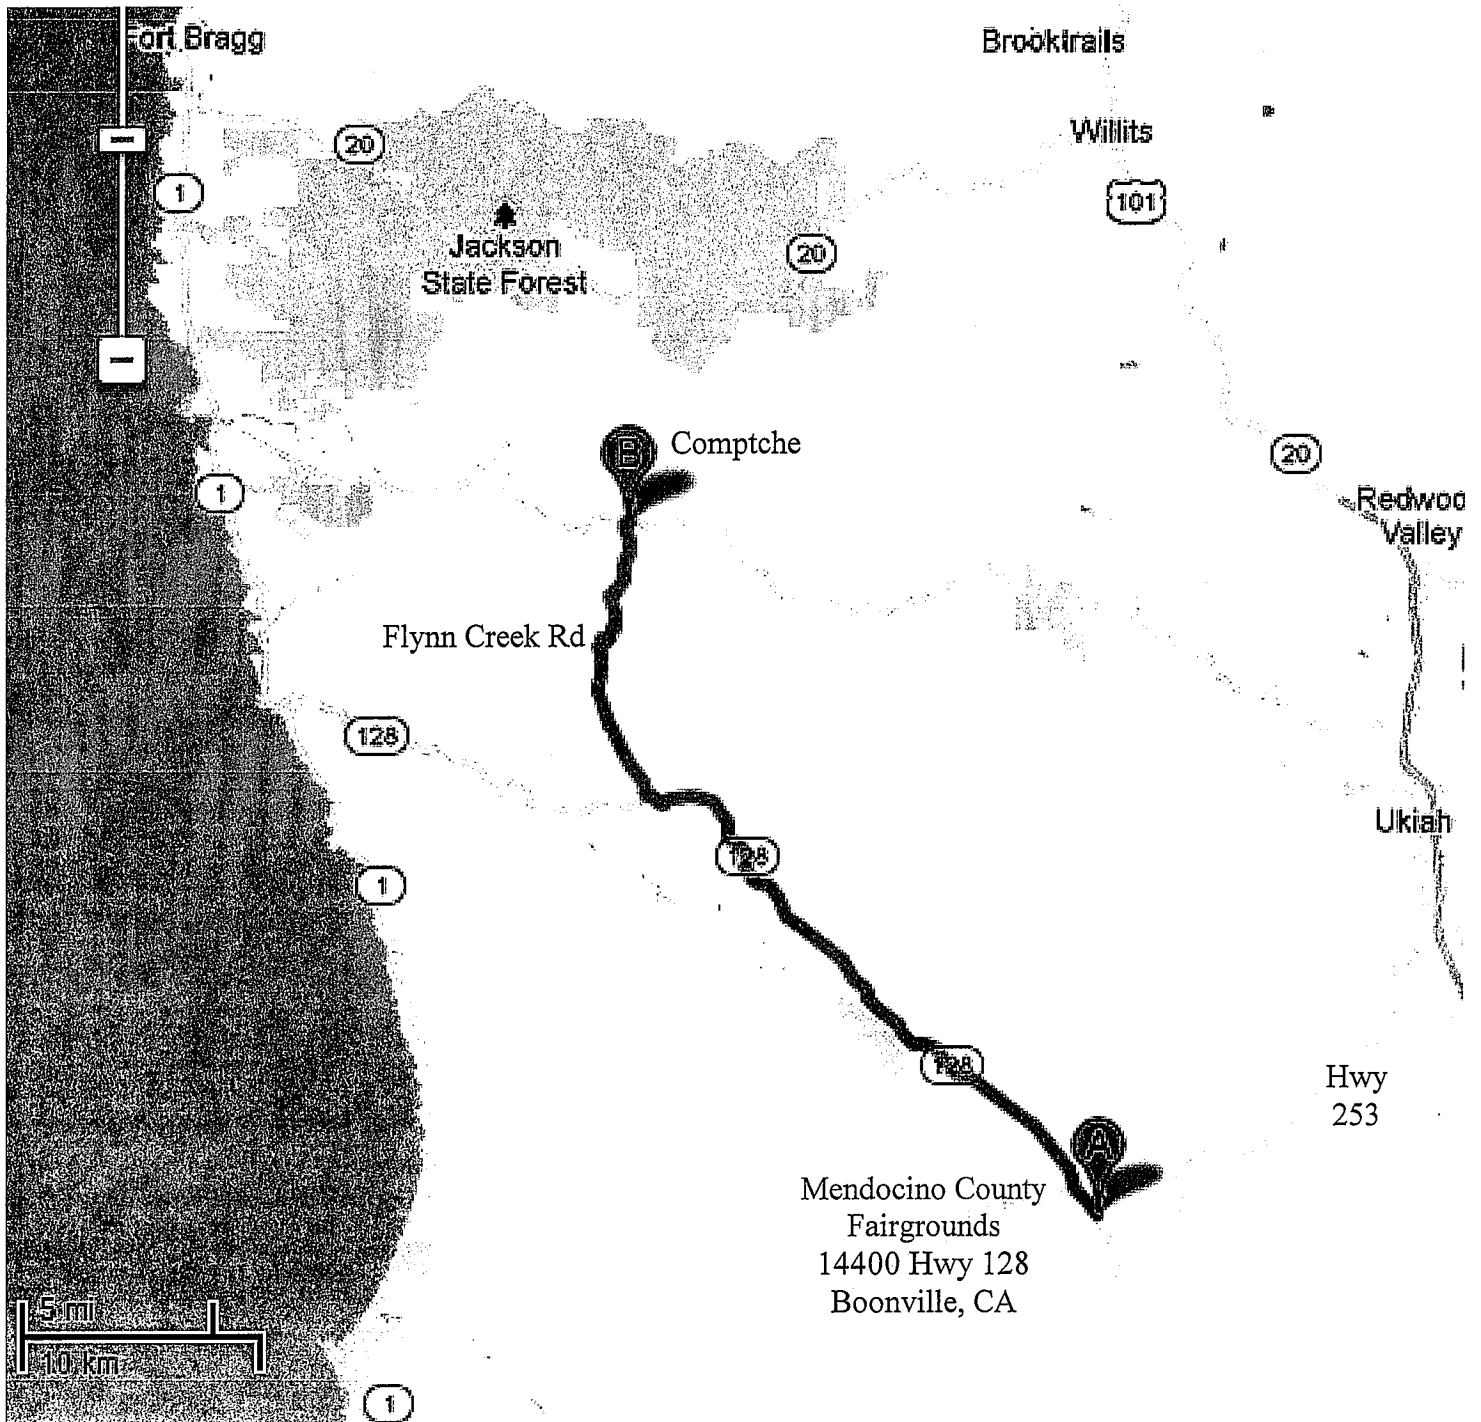 Fort Bragg
Brooktrails
Willits
20
1
101
Jackson
State Forest
20
B
Comptche
20
1
Redwoo
Valley
Flynn Creek Rd
128
Ukiah
128
1
128
Hwy
253
A
Mendocino County
Fairgrounds
14400 Hwy 128
Boonville, CA
5 mi
10 km
1